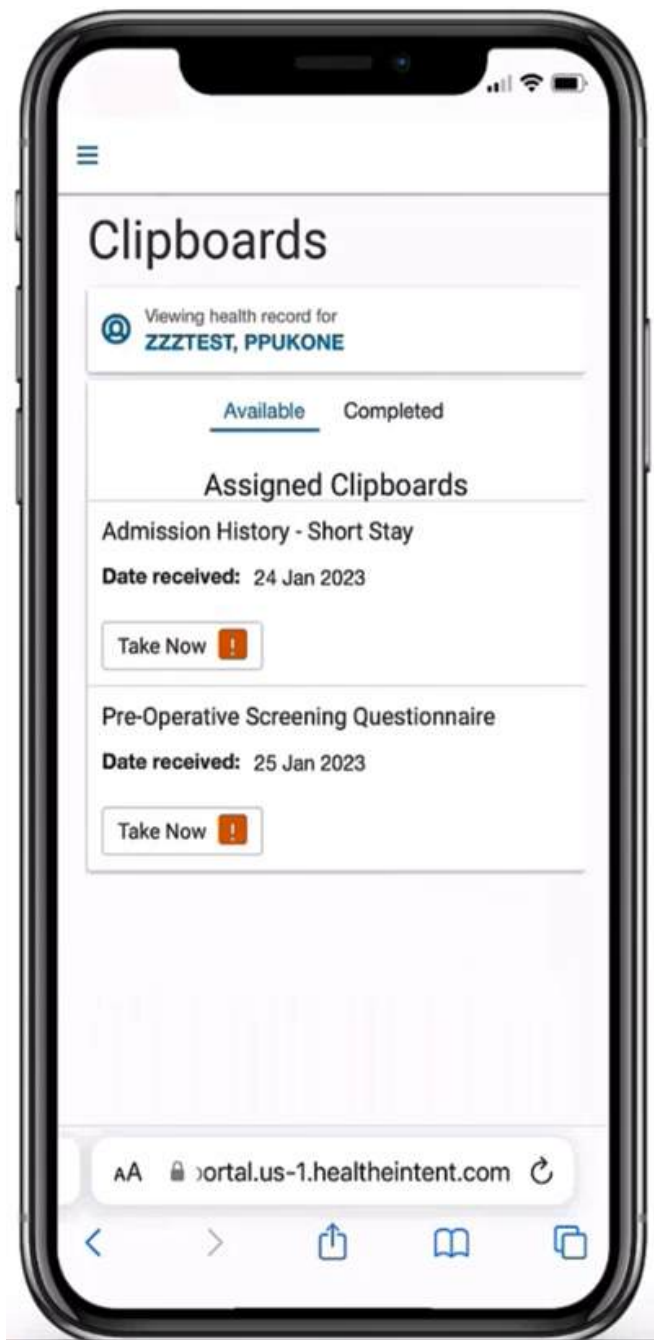 Clipboards
Viewing health record for
ZZZTEST, PPUKONE
Available Completed
Assigned Clipboards
Admission History - Short Stay
Date received: 24 Jan 2023
Take Now !
Pre-Operative Screening Questionnaire
Date received: 25 Jan 2023
Take Now !
AA ortal.us-1.healtheintent.com